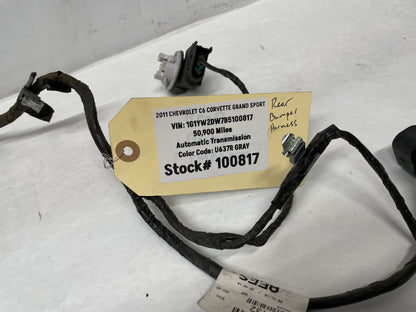 2011 CHEVROLET C6 CORVETTE GRAND SPORT
VIN: 1G1YW2DW7B5100817
50,900 Miles
Automatic Transmission
Color Code: U637R GRAY
Stock# 100817
Rear
Bumper
Harness